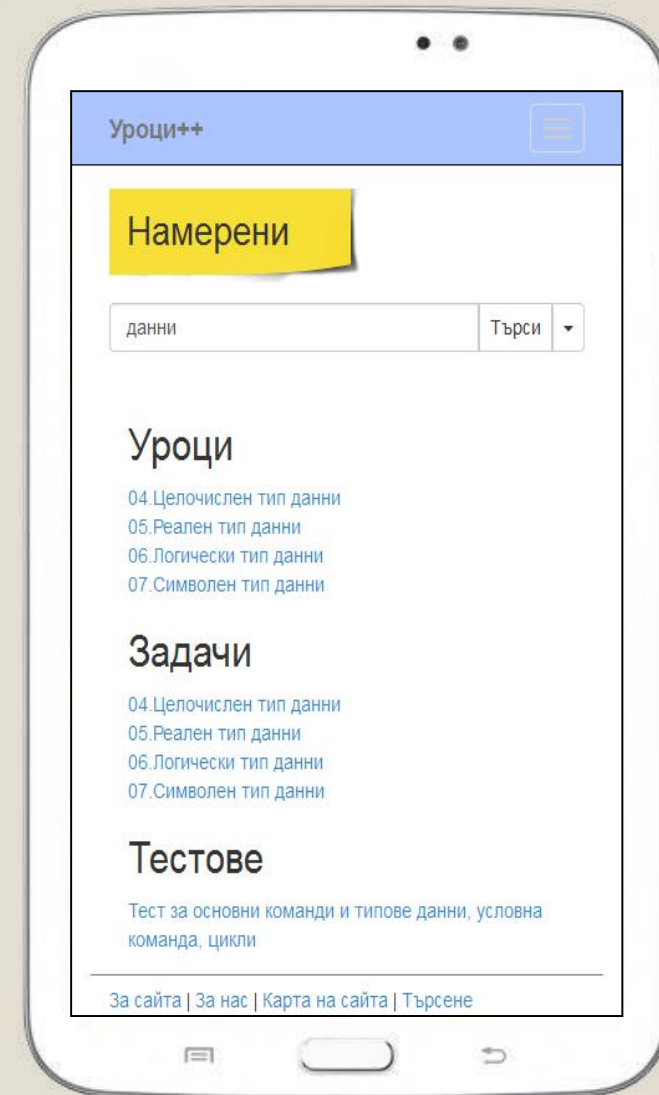 Уроци++
Намерени
данни Търси
Уроци
04.Целочислен тип данни
05.Реален тип данни
06.Логически тип данни
07.Символен тип данни
Задачи
04.Целочислен тип данни
05.Реален тип данни
06.Логически тип данни
07.Символен тип данни
Тестове
Тест за основни команди и типове данни, условна
команда, цикли
За сайта | За нас | Карта на сайта | Търсене